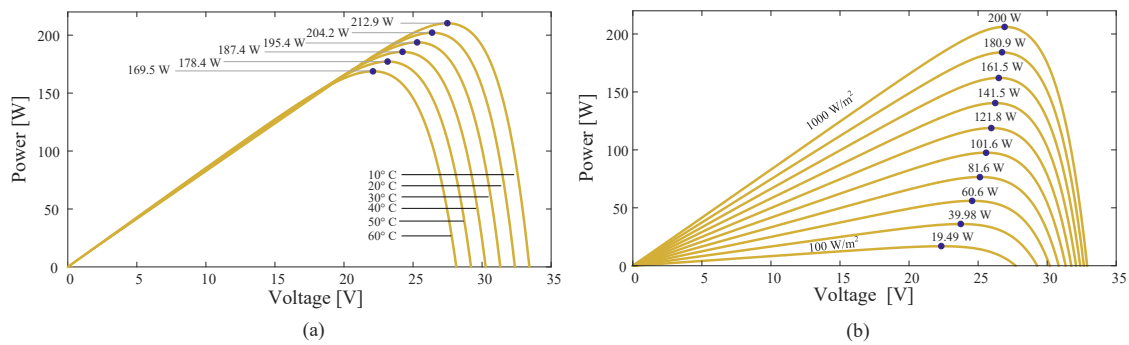 212.9 W
204.2 W
195.4 W
187.4 W
178.4 W
169.5 W
200
150
100
50
0
Power [W]
10° C
20° C
30° C
40° C
50° C
60° C
0
5
10
15
20
25
30
35
Voltage [V]
(a)
200 W
180.9 W
161.5 W
141.5 W
121.8 W
101.6 W
81.6 W
60.6 W
39.98 W
19.49 W
1000 W/m²
100 W/m²
200
150
100
50
0
Power [W]
0
5
10
15
20
25
30
35
Voltage [V]
(b)